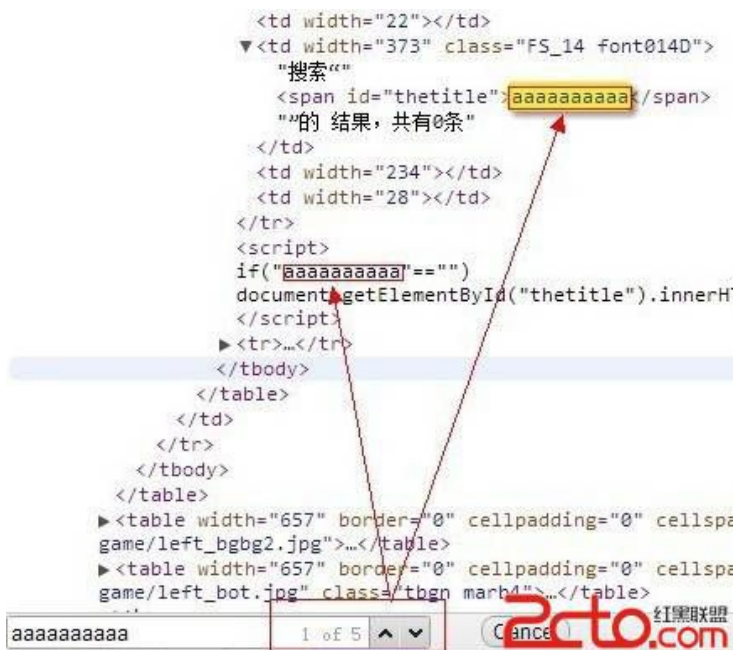 <td width="22"></td>
▼<td width="373" class="FS_14 font014D">
"搜索“"
<span id="thetitle">aaaaaaaaaa</span>
"”的 结果，共有0条"
</td>
<td width="234"></td>
<td width="28"></td>
</tr>
<script>
if("aaaaaaaaaa"=="")
document.getElementById("thetitle").innerHT
</script>
▶<tr>…</tr>
</tbody>
</table>
</td>
</tr>
</tbody>
</table>
▶<table width="657" border="0" cellpadding="0" cellspa
game/left_bgbg2.jpg">…</table>
▶<table width="657" border="0" cellpadding="0" cellspa
game/left_bot.jpg" class="tbgn marb4">…</table>
aaaaaaaaaa
1 of 5
Cance
2cto.com
红黑联盟